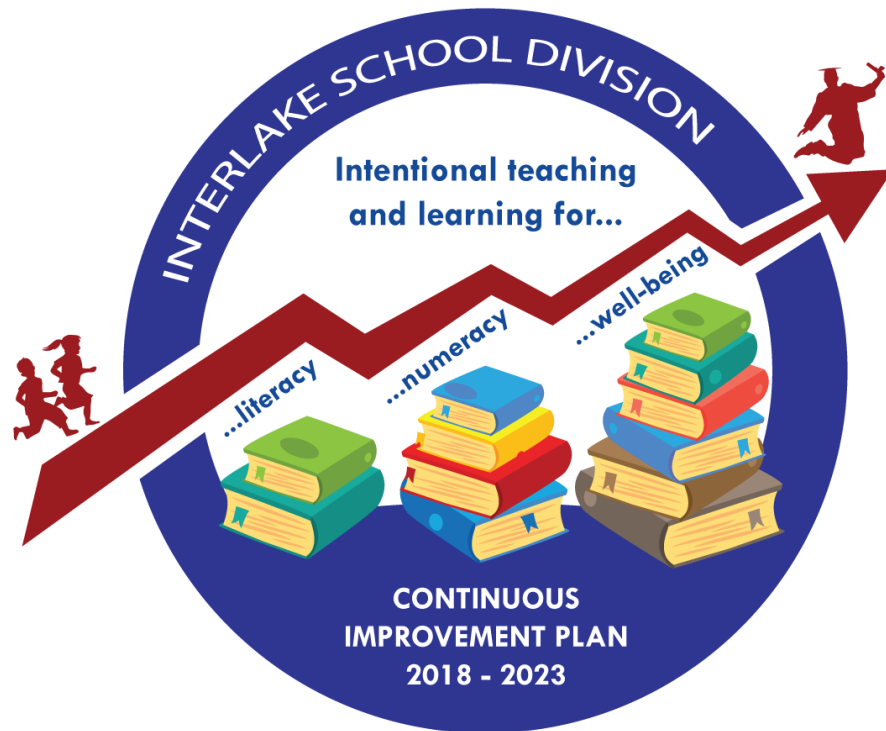 INTERLAKE SCHOOL DIVISION
Intentional teaching
and learning for...
...literacy
...numeracy
...well-being
CONTINUOUS
IMPROVEMENT PLAN
2018 - 2023